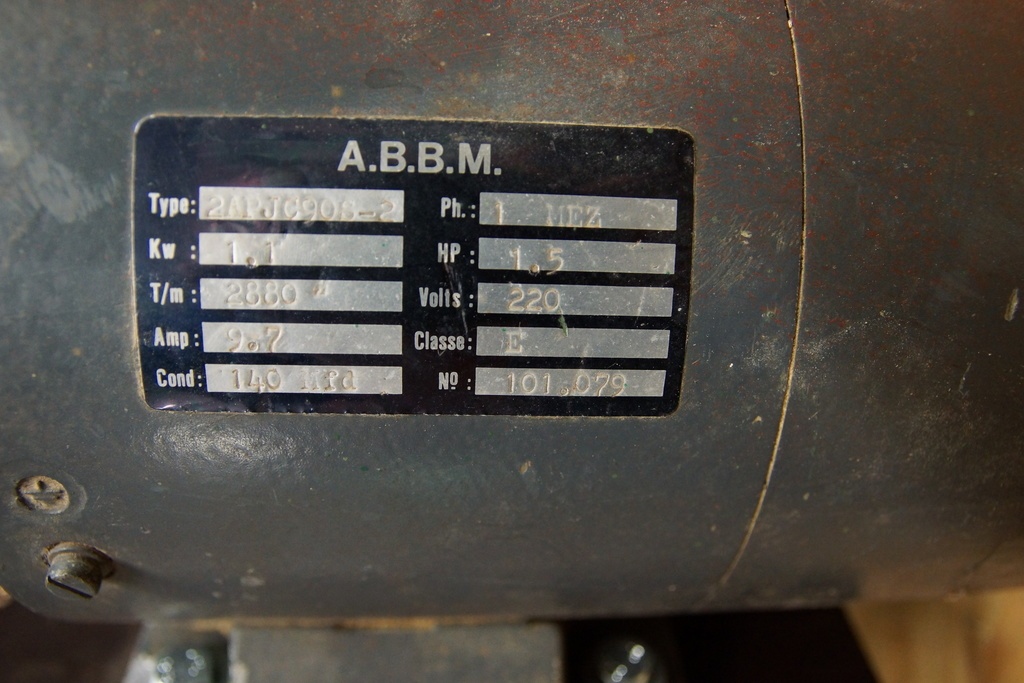 A.B.B.M.
Type: 2APJC90S-2 Ph.: 1 MEZ
Kw : 1,1 HP : 1.5
T/m : 2880 " Volts : 220
Amp : 9.7 Classe : E
Cond: 140 Mfd Nº : 101.079